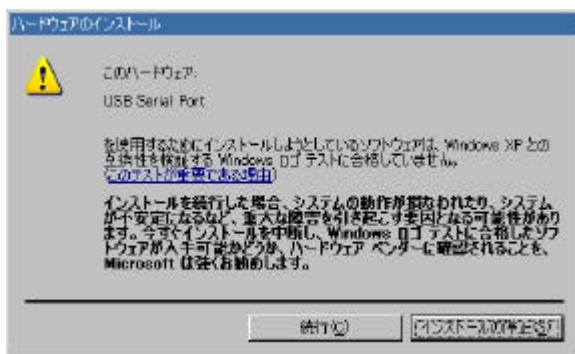 ハードウェアのインストール
このハードウェア:
USB Serial Port
を使用するためにインストールしようとしているソフトウェアは、Windows XP との
互換性を検証する Windows ロゴ テストに合格していません。
(このテストが重要である理由)
インストールを続行した場合、システムの動作が損なわれたり、システム
が不安定になるなど、重大な障害を引き起こす要因となる可能性があり
ます。今すぐインストールを中断し、Windows ロゴ テストに合格したソフ
トウェアが入手可能かどうか、ハードウェア ベンダーに確認されることを、
Microsoft は強くお勧めします。
続行(C)
インストールの停止(S)